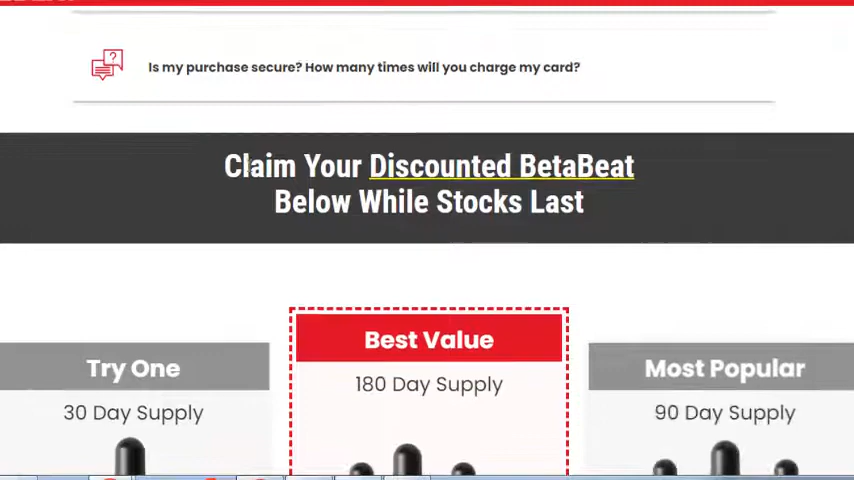 Is my purchase secure? How many times will you charge my card?
Claim Your Discounted BetaBeat
Below While Stocks Last
Try One
30 Day Supply
Best Value
180 Day Supply
Most Popular
90 Day Supply